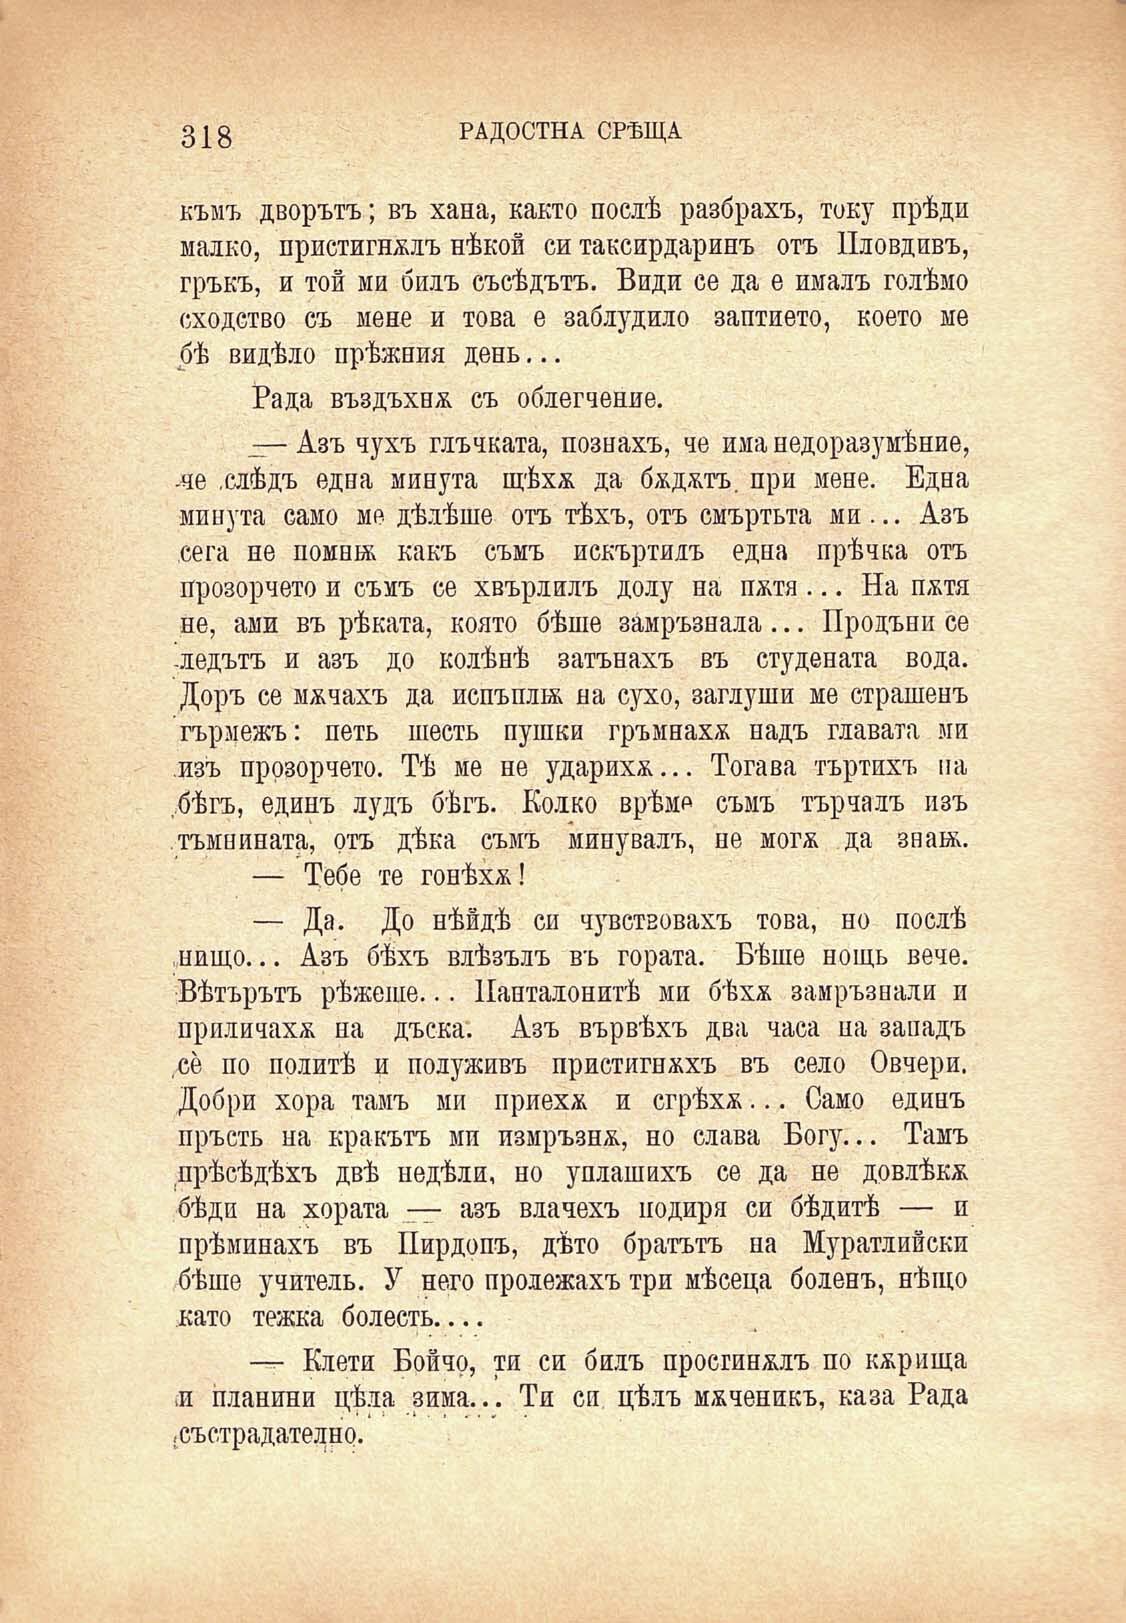 318
РАДОСТНА СРѢЩА
къмъ дворътъ; въ хана, както послѣ разбрахъ, току прѣди
малко, пристигнѫлъ нѣкой си таксирдаринъ отъ Пловдивъ,
гръкъ, и той ми билъ съсѣдътъ. Види се да е ималъ голѣмо
сходство съ мене и това е заблудило заптието, което ме
бѣ видѣло прѣжния день...
Рада въздъхнѫ съ облегчение.
— Азъ чухъ глъчката, познахъ, че има недоразумѣние,
че слѣдъ една минута щѣхѫ да бѫдѫтъ при мене. Една
минута само ме дѣлѣше отъ тѣхъ, отъ смъртьта ми... Азъ
сега не помнѭ какъ съмъ искъртилъ една прѣчка отъ
прозорчето и съмъ се хвърлилъ долу на пѫтя... На пѫтя
не, ами въ рѣката, която бѣше замръзнала... Продъни се
ледътъ и азъ до колѣнѣ затънахъ въ студената вода.
Доръ се мѫчахъ да испъплѭ на сухо, заглуши ме страшенъ
гърмежъ: петь шесть пушки гръмнахѫ надъ главата ми
изъ прозорчето. Тѣ ме не ударихѫ... Тогава търтихъ на
бѣгъ, единъ лудъ бѣгъ. Колко врѣме съмъ търчалъ изъ
тъмнината, отъ дѣка съмъ минувалъ, не могѫ да знаѭ.
— Тебе те гонѣхѫ!
— Да. До нѣйдѣ си чувствовахъ това, но послѣ
нищо... Азъ бѣхъ влѣзълъ въ гората. Бѣше нощь вече.
Вѣтърътъ рѣжеше... Панталонитѣ ми бѣхѫ замръзнали и
приличахѫ на дъска. Азъ вървѣхъ два часа на западъ
сѐ по политѣ и полуживъ пристигнѫхъ въ село Овчери.
Добри хора тамъ ми приехѫ и сгрѣхѫ... Само единъ
пръсть на кракътъ ми измръзнѫ, но слава Богу... Тамъ
прѣсѣдѣхъ двѣ недѣли, но уплашихъ се да не довлѣкѫ
бѣди на хората — азъ влачехъ подиря си бѣдитѣ — и
прѣминахъ въ Пирдопъ, дѣто братътъ на Муратлийски
бѣше учитель. У него пролежахъ три мѣсеца боленъ, нѣщо
като тежка болесть....
— Клети Бойчо, ти си билъ просгинѫлъ по кѫрища
и планини цѣла зима... Ти си цѣлъ мѫченикъ, каза Рада
състрадателно.